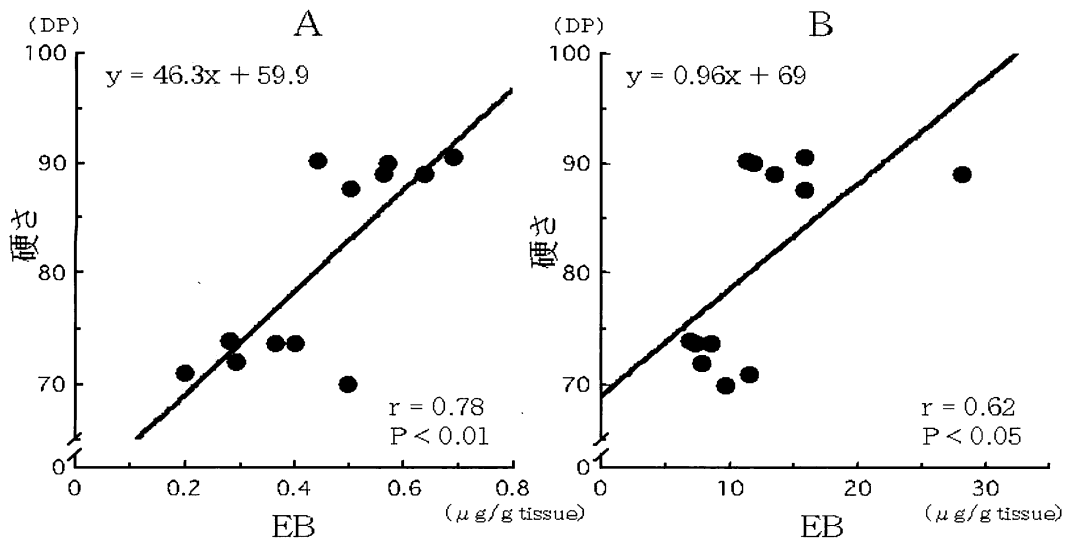 (DP)
A
100
90
80
70
0
硬さ
y = 46.3x + 59.9
r = 0.78
P < 0.01
0
0.2
0.4
0.6
0.8
(μg/g tissue)
EB
(DP)
B
100
90
80
70
0
硬さ
y = 0.96x + 69
r = 0.62
P < 0.05
0
10
20
30
(μg/g tissue)
EB